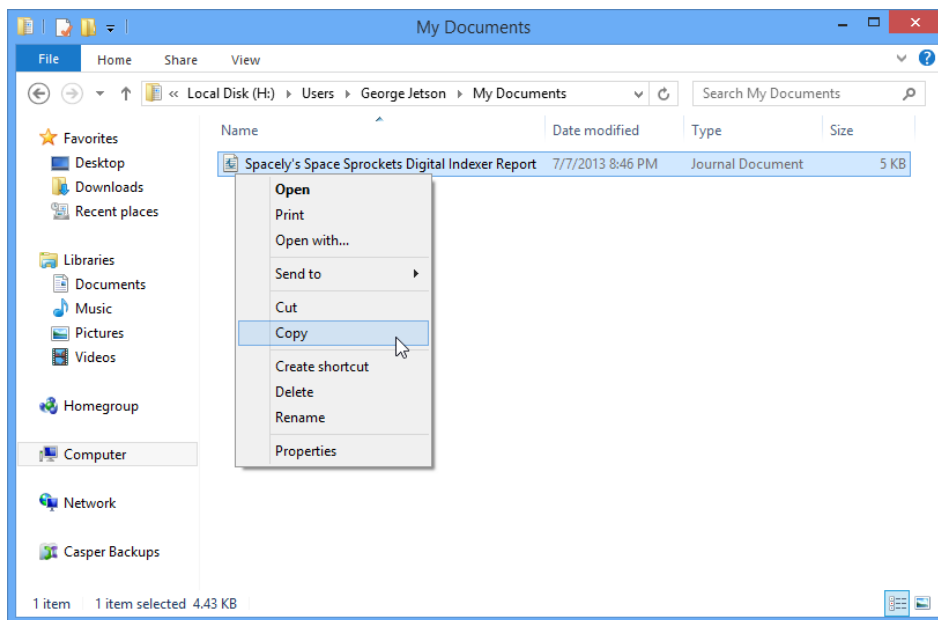 My Documents
File Home Share View
« Local Disk (H:) Users George Jetson My Documents Search My Documents
Name Date modified Type Size
Favorites
Desktop
Downloads
Recent places
Libraries
Documents
Music
Pictures
Videos
Homegroup
Computer
Network
Casper Backups
Spacely's Space Sprockets Digital Indexer Report 7/7/2013 8:46 PM Journal Document 5 KB
Open
Print
Open with...
Send to
Cut
Copy
Create shortcut
Delete
Rename
Properties
1 item 1 item selected 4.43 KB